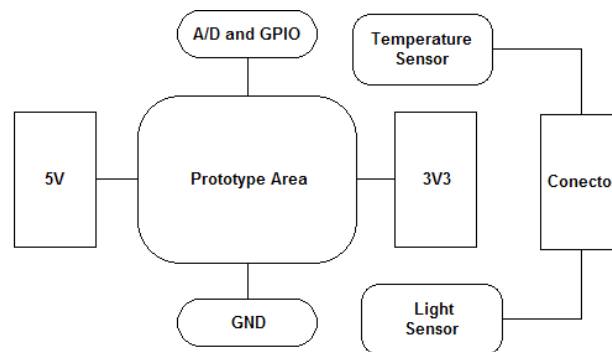 A/D and GPIO
Temperature
Sensor
5V
Prototype Area
3V3
Conecto
GND
Light
Sensor